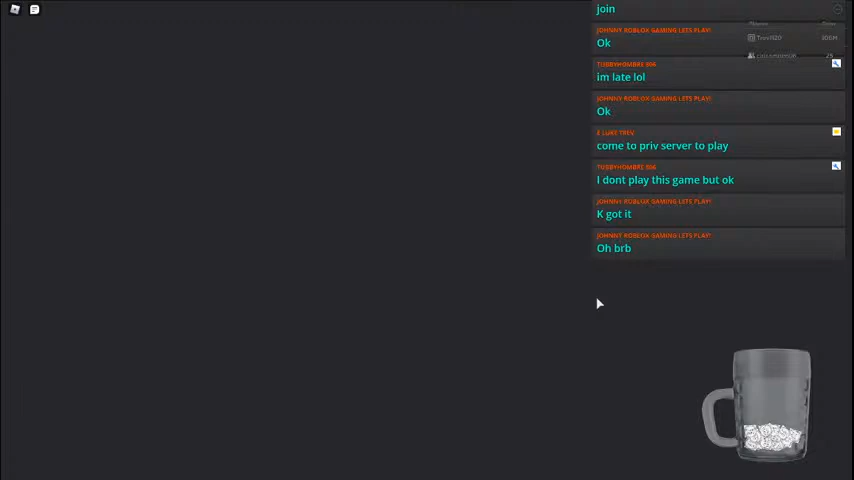 join
JOHNNY ROBLOX GAMING LETS PLAY!
Ok
TUBBYHOMBRE 906
im late lol
JOHNNY ROBLOX GAMING LETS PLAY!
Ok
E LUKE TREV
come to priv server to play
I dont play this game but ok
JOHNNY ROBLOX GAMING LETS PLAY!
K got it
JOHNNY ROBLOX GAMING LETS PLAY!
Oh brb